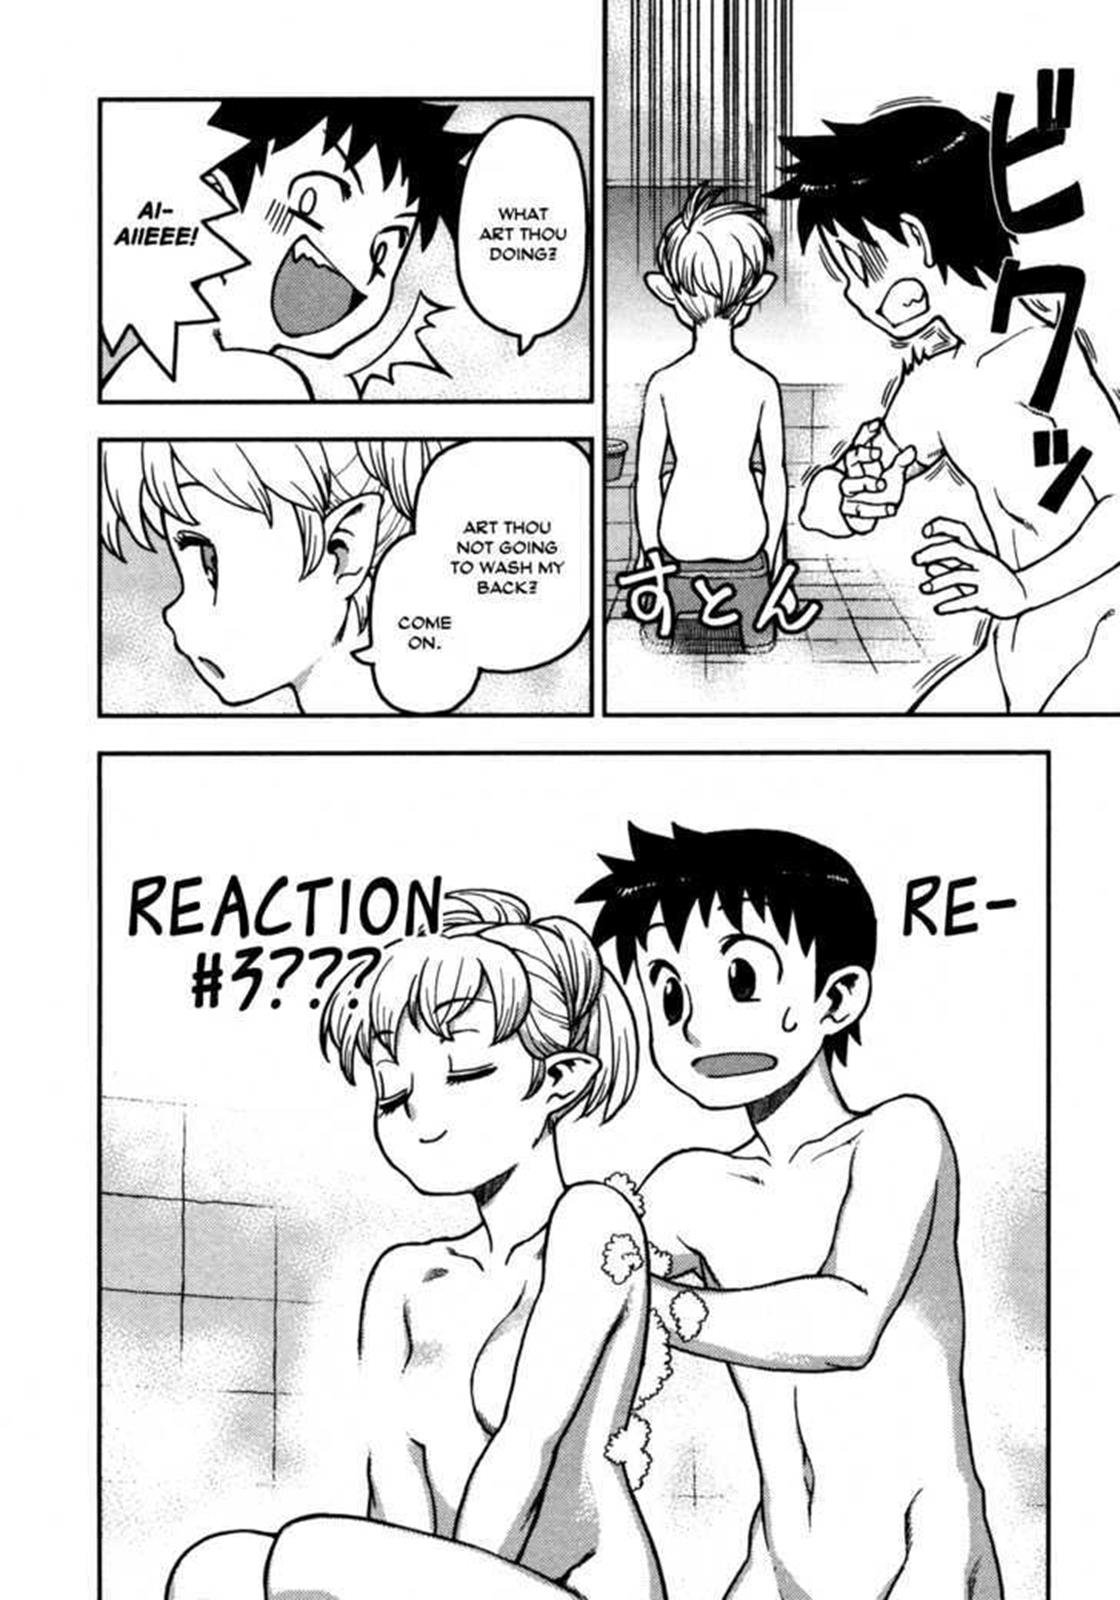 ビクッ
すとん
WHAT
ART THOU
DOING?
AI-
AIIEEE!
ART THOU
NOT GOING
TO WASH MY
BACK?
COME
ON.
RE-
REACTION
#3???